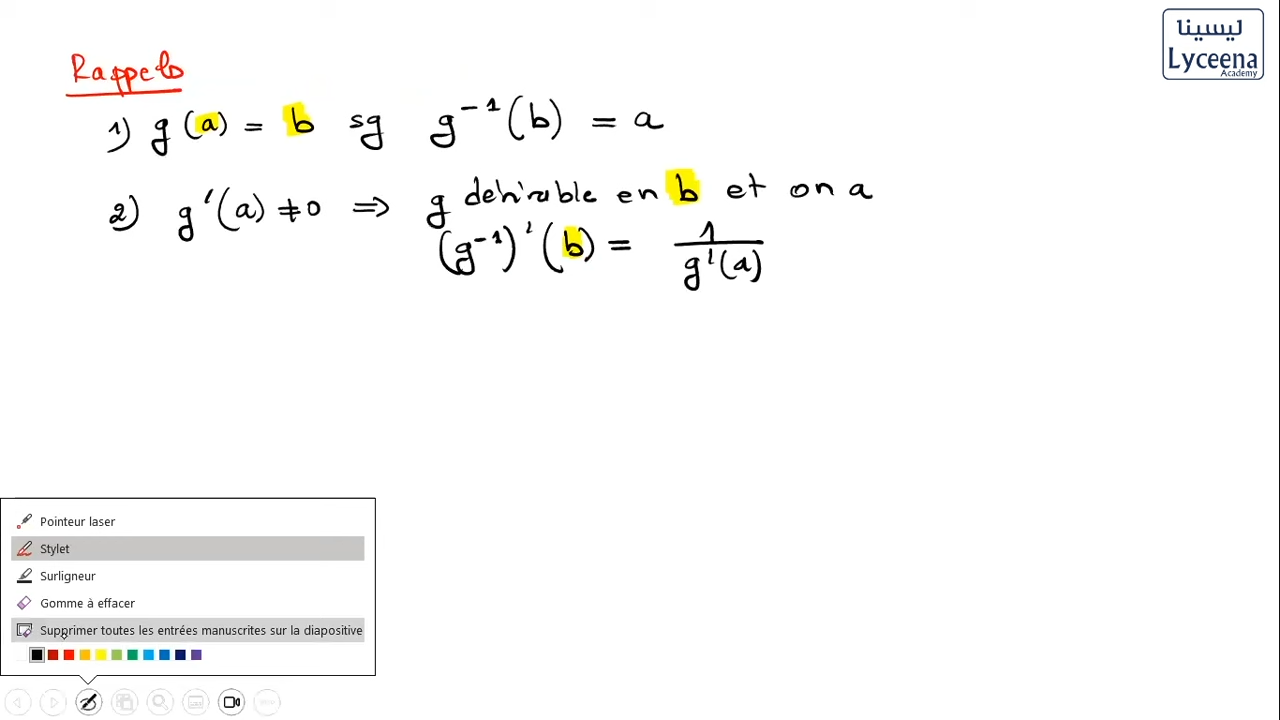 ليسينا
Lyceena
Academy
Rappels
1) g(a) = b sg g⁻¹(b) = a
2) g'(a) ≠ 0 ⇒ g dérivable en b et on a
(g⁻¹)'(b) = 1/g'(a)
Pointeur laser
Stylet
Surligneur
Gomme à effacer
Supprimer toutes les entrées manuscrites sur la diapositive